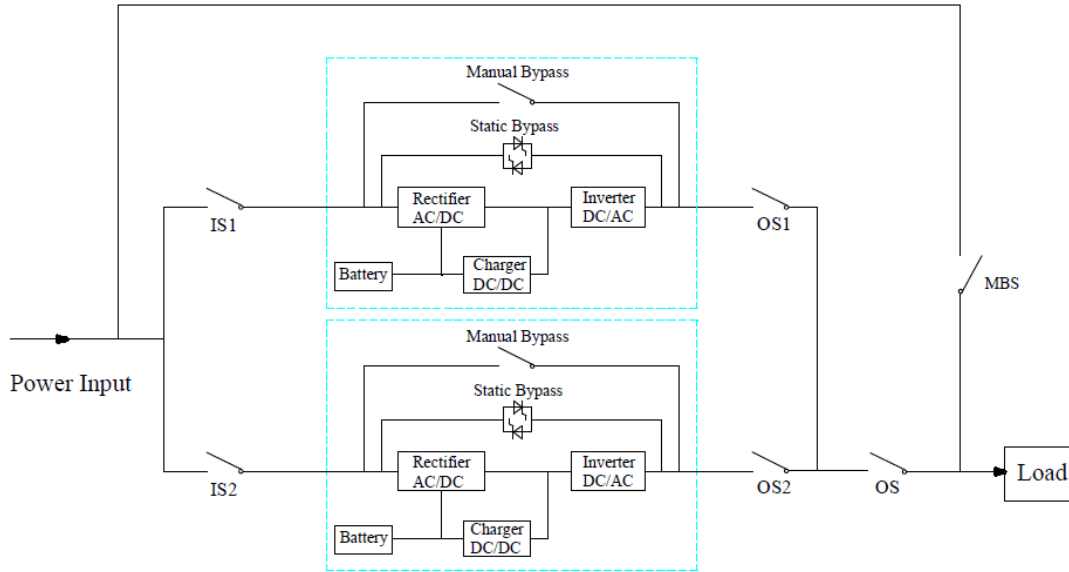 Manual Bypass
Static Bypass
Rectifier
AC/DC
Inverter
DC/AC
IS1
OS1
Battery
Charger
DC/DC
MBS
Power Input
Manual Bypass
Static Bypass
Rectifier
AC/DC
Inverter
DC/AC
IS2
OS2
OS
Load
Battery
Charger
DC/DC